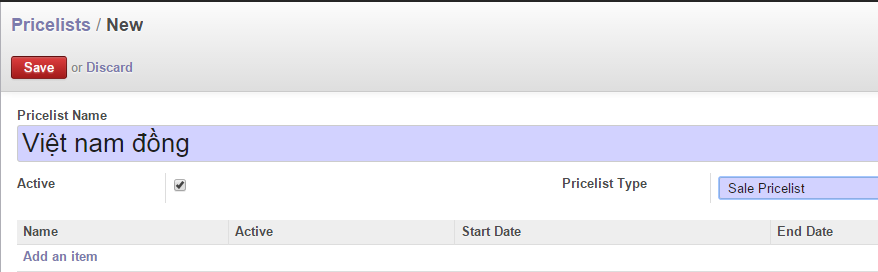 Pricelists / New
Save or Discard
Pricelist Name
Việt nam đồng
Active Pricelist Type Sale Pricelist
Name Active Start Date End Date
Add an item